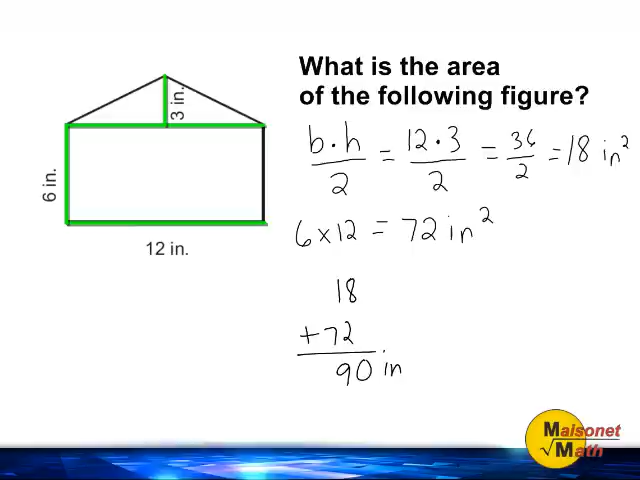 What is the area
of the following figure?
3 in.
6 in.
12 in.
b · h / 2 = 12 · 3 / 2 = 36 / 2 = 18 in²
6 x 12 = 72 in²
18
+72
90 in
Maisonet
√Math